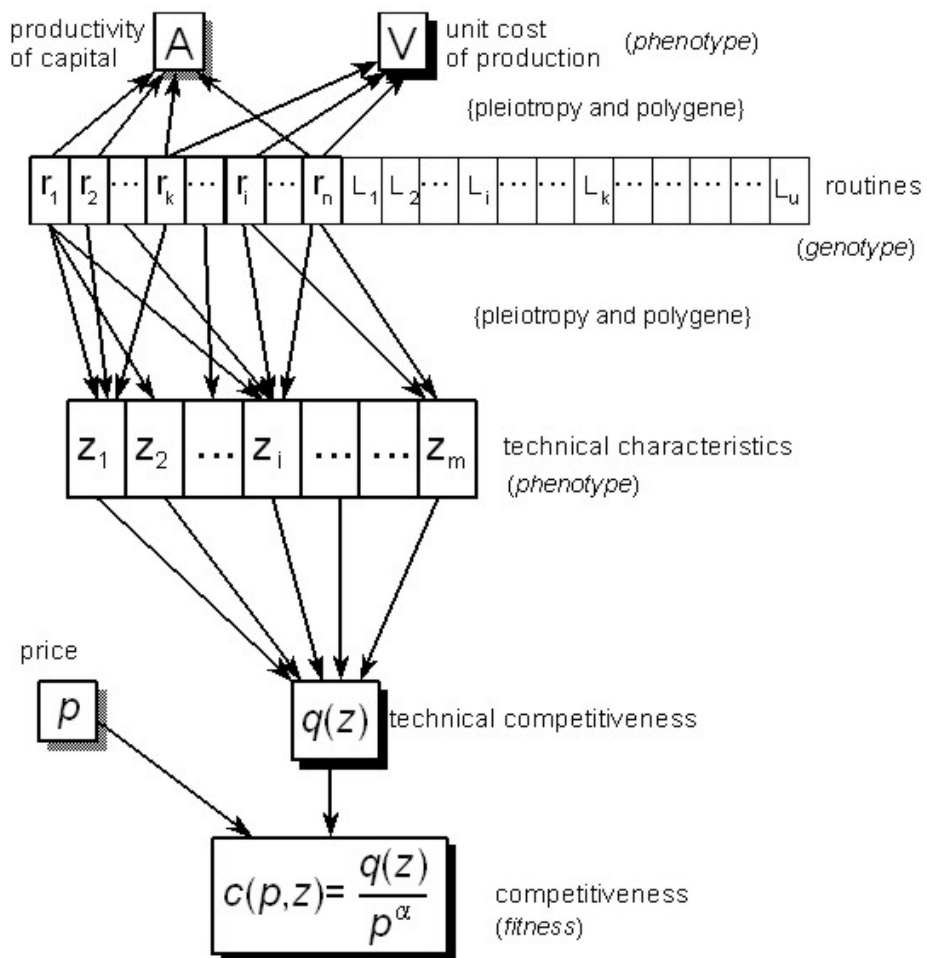 productivity of capital
A
V
unit cost of production
(phenotype)
{pleiotropy and polygene}
r1 r2 ... rk ... ri ... rn L1 L2 ... Li ... ... Lk ... ... ... ... Lu
routines
(genotype)
{pleiotropy and polygene}
z1 z2 ... zi ... ... zm
technical characteristics
(phenotype)
price
p
q(z)
technical competitiveness
c(p,z)= q(z) / p^α
competitiveness
(fitness)